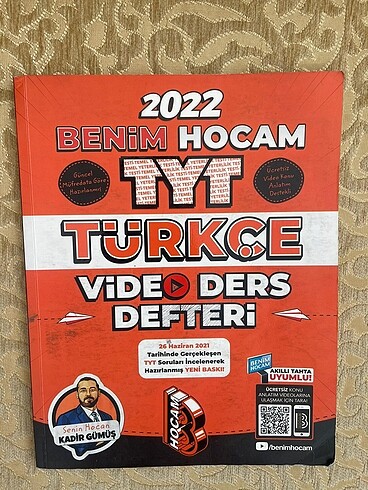 2022
BENİM HOCAM
TYT
Güncel
Müfredata Göre
Hazırlanmış
Ücretsiz
Video Konu
Anlatım
Destekli
TÜRKÇE
VİDEO DERS
DEFTERİ
26 Haziran 2021
Tarihinde Gerçekleşen
TYT Soruları İncelenerek
Hazırlanmış YENİ BASKI!
BENİM
HOCAM
AKILLI TAHTA
UYUMLU!
ÜCRETSİZ KONU
ANLATIM VİDEOLARINA
ULAŞMAK İÇİN TARA!
Senin Hocan
KADİR GÜMÜŞ
HOCAM
/benimhocam